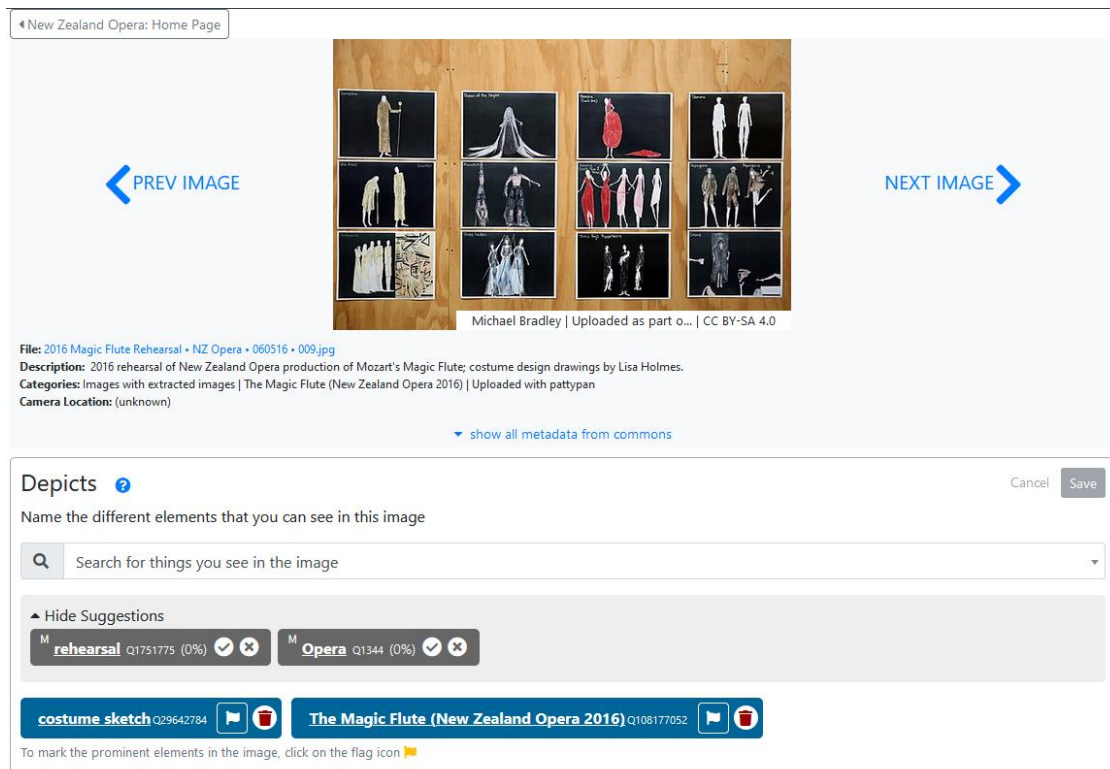 New Zealand Opera: Home Page
Queen of the Night
PREV IMAGE
NEXT IMAGE
Michael Bradley | Uploaded as part o... | CC BY-SA 4.0
File: 2016 Magic Flute Rehearsal • NZ Opera • 060516 • 009.jpg
Description: 2016 rehearsal of New Zealand Opera production of Mozart's Magic Flute; costume design drawings by Lisa Holmes.
Categories: Images with extracted images | The Magic Flute (New Zealand Opera 2016) | Uploaded with pattypan
Camera Location: (unknown)
show all metadata from commons
Depicts ?
Cancel Save
Name the different elements that you can see in this image
Search for things you see in the image
Hide Suggestions
M rehearsal Q1751775 (0%) M Opera Q1344 (0%)
costume sketch Q29642784 The Magic Flute (New Zealand Opera 2016) Q108177052
To mark the prominent elements in the image, click on the flag icon